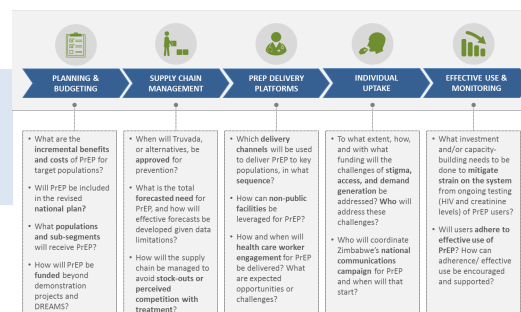 PLANNING &
BUDGETING
SUPPLY CHAIN
MANAGEMENT
PREP DELIVERY
PLATFORMS
INDIVIDUAL
UPTAKE
EFFECTIVE USE &
MONITORING
• What are the
incremental benefits
and costs of PrEP for
target populations?
• Will PrEP be included
in the revised
national plan?
• What populations
and sub-segments
will receive PrEP?
• How will PrEP be
funded beyond
demonstration
projects and
DREAMS?
• When will Truvada,
or alternatives, be
approved for
prevention?
• What is the total
forecasted need for
PrEP, and how will
effective forecasts be
developed given data
limitations?
• How will the supply
chain be managed to
avoid stock-outs or
perceived
competition with
treatment?
• Which delivery
channels will be used
to deliver PrEP to key
populations, in what
sequence?
• How can non-public
facilities be
leveraged for PrEP?
• How and when will
health care worker
engagement for PrEP
be delivered? What
are expected
opportunities or
challenges?
• To what extent, how,
and with what
funding will the
challenges of stigma,
access, and demand
generation be
addressed? Who will
address these
challenges?
• Who will coordinate
Zimbabwe's national
communications
campaign for PrEP
and when will that
start?
• What investment
and/or capacity-
building needs to be
done to mitigate
strain on the system
from ongoing testing
(HIV and creatinine
levels) of PrEP users?
• Will users adhere to
effective use of
PrEP? How can
adherence/ effective
use be encouraged
and supported?